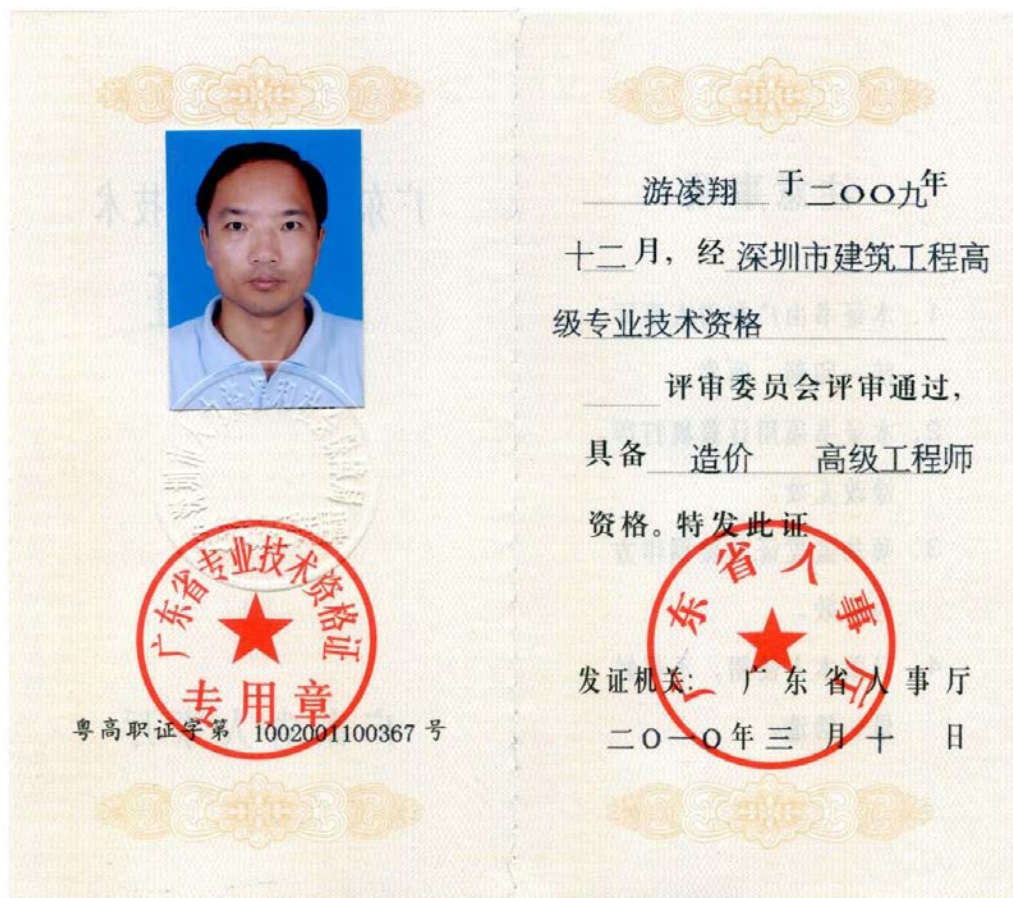 广东省专业技术资格证
专用章
粤高职证字第 1002001100367 号
游凌翔 于二〇〇九年
十二月，经 深圳市建筑工程高
级专业技术资格
评审委员会评审通过，
具备 造价 高级工程师
资格。特发此证
广东省人事厅
发证机关： 广东省人事厅
二〇一〇年三月十日